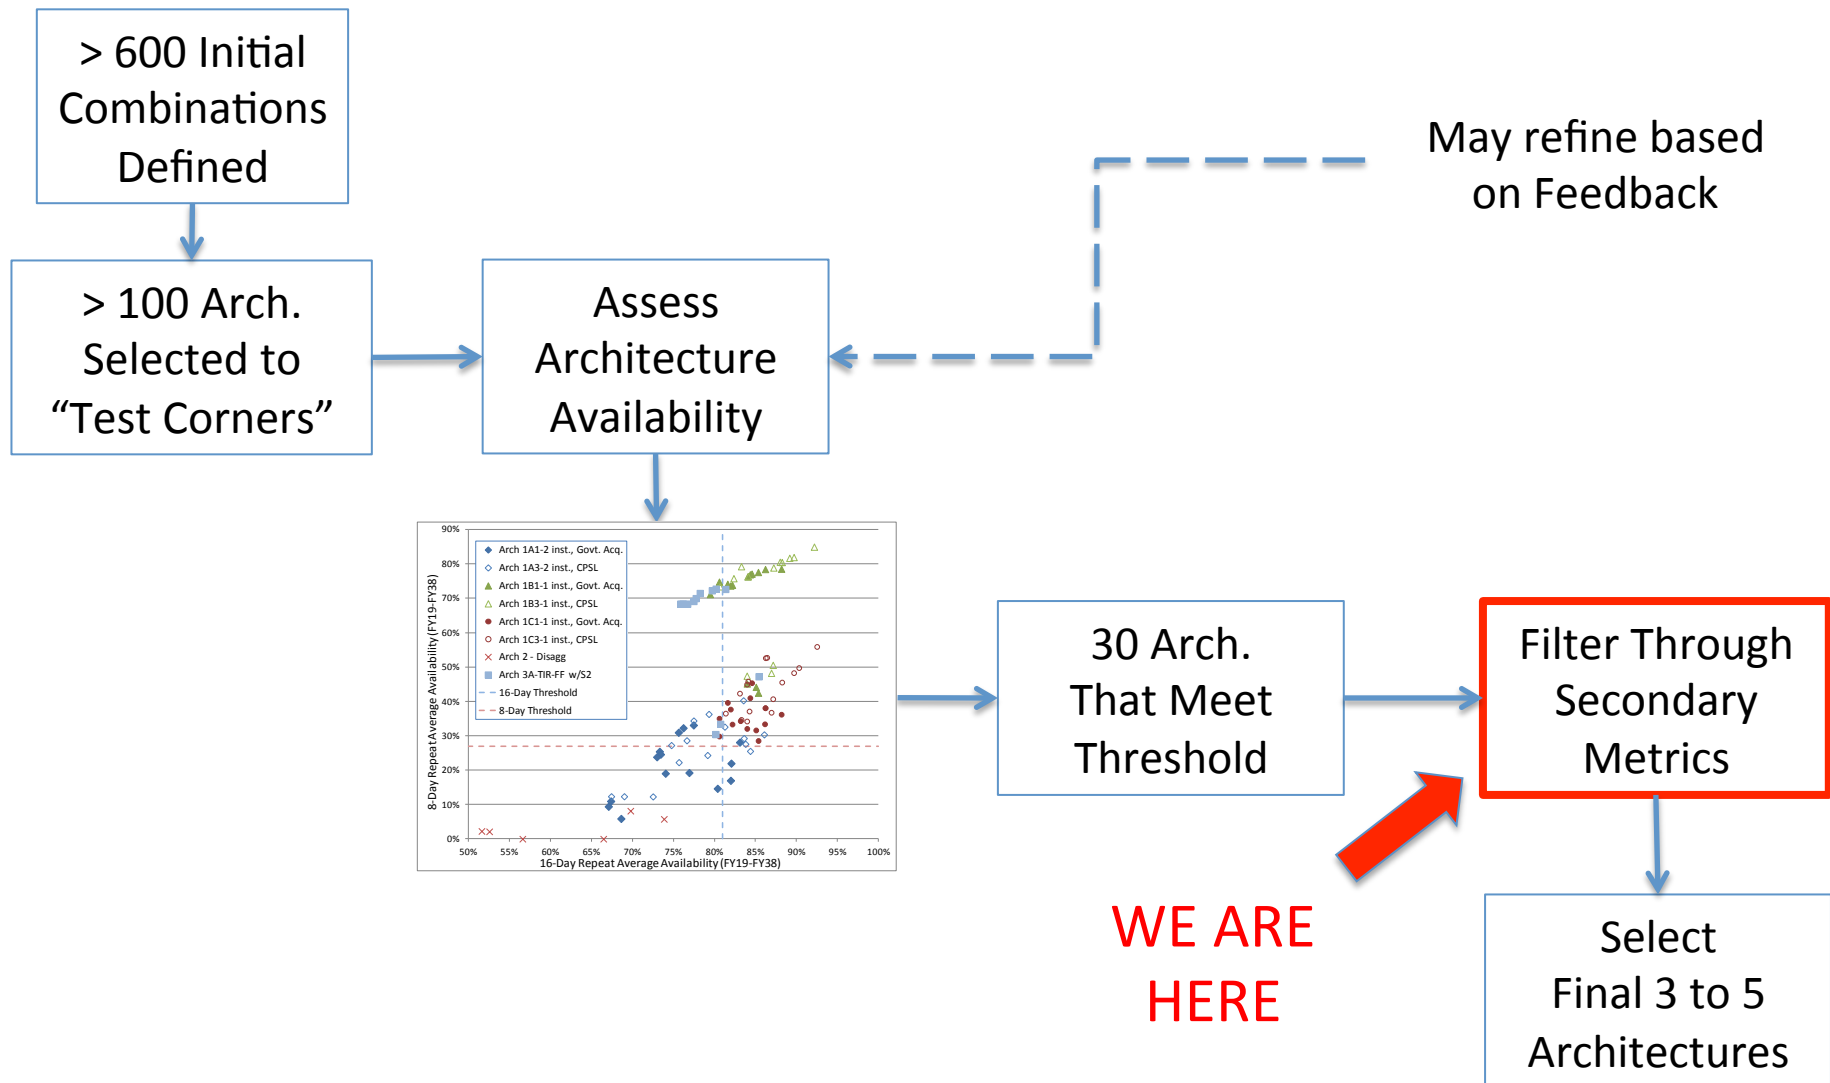 > 600 Initial
Combinations
Defined
May refine based
on Feedback
> 100 Arch.
Selected to
“Test Corners”
Assess
Architecture
Availability
8-Day Repeat Average Availability (FY19-FY38)
90%
80%
70%
60%
50%
40%
30%
20%
10%
0%
Arch 1A1-2 inst., Govt. Acq.
Arch 1A3-2 inst., CPSL
Arch 1B1-1 inst., Govt Acq.
Arch 1B3-1 inst., CPSL
Arch 1C1-1 inst., Govt Acq.
Arch 1C3-1 inst., CPSL
Arch 2 - Disagg
Arch 3A-TIR-FF w/S2
16-Day Threshold
8-Day Threshold
50% 55% 60% 65% 70% 75% 80% 85% 90% 95% 100%
16-Day Repeat Average Availability (FY19-FY38)
30 Arch.
That Meet
Threshold
Filter Through
Secondary
Metrics
WE ARE
HERE
Select
Final 3 to 5
Architectures